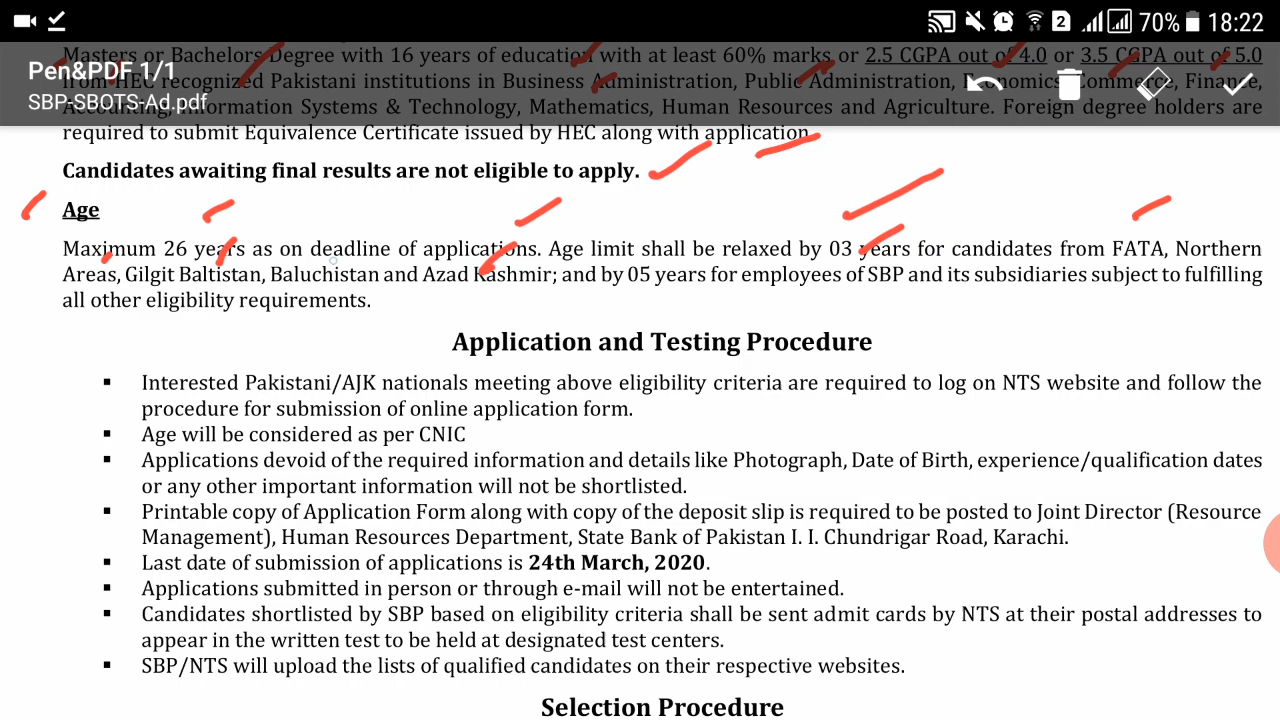 2 70% 18:22
Masters or Bachelors Degree with 16 years of education with at least 60% marks or 2.5 CGPA out of 4.0 or 3.5 CGPA out of 5.0
Pen&PDF 1/1
from HEC recognized Pakistani institutions in Business Administration, Public Administration, Economics, Commerce, Finance,
SBP-SBOTS-Ad.pdf
Accounting, Information Systems & Technology, Mathematics, Human Resources and Agriculture. Foreign degree holders are
required to submit Equivalence Certificate issued by HEC along with application.
Candidates awaiting final results are not eligible to apply.
Age
Maximum 26 years as on deadline of applications. Age limit shall be relaxed by 03 years for candidates from FATA, Northern
Areas, Gilgit Baltistan, Baluchistan and Azad Kashmir; and by 05 years for employees of SBP and its subsidiaries subject to fulfilling
all other eligibility requirements.
Application and Testing Procedure
▪ Interested Pakistani/AJK nationals meeting above eligibility criteria are required to log on NTS website and follow the
procedure for submission of online application form.
▪ Age will be considered as per CNIC
▪ Applications devoid of the required information and details like Photograph, Date of Birth, experience/qualification dates
or any other important information will not be shortlisted.
▪ Printable copy of Application Form along with copy of the deposit slip is required to be posted to Joint Director (Resource
Management), Human Resources Department, State Bank of Pakistan I. I. Chundrigar Road, Karachi.
▪ Last date of submission of applications is 24th March, 2020.
▪ Applications submitted in person or through e-mail will not be entertained.
▪ Candidates shortlisted by SBP based on eligibility criteria shall be sent admit cards by NTS at their postal addresses to
appear in the written test to be held at designated test centers.
▪ SBP/NTS will upload the lists of qualified candidates on their respective websites.
Selection Procedure